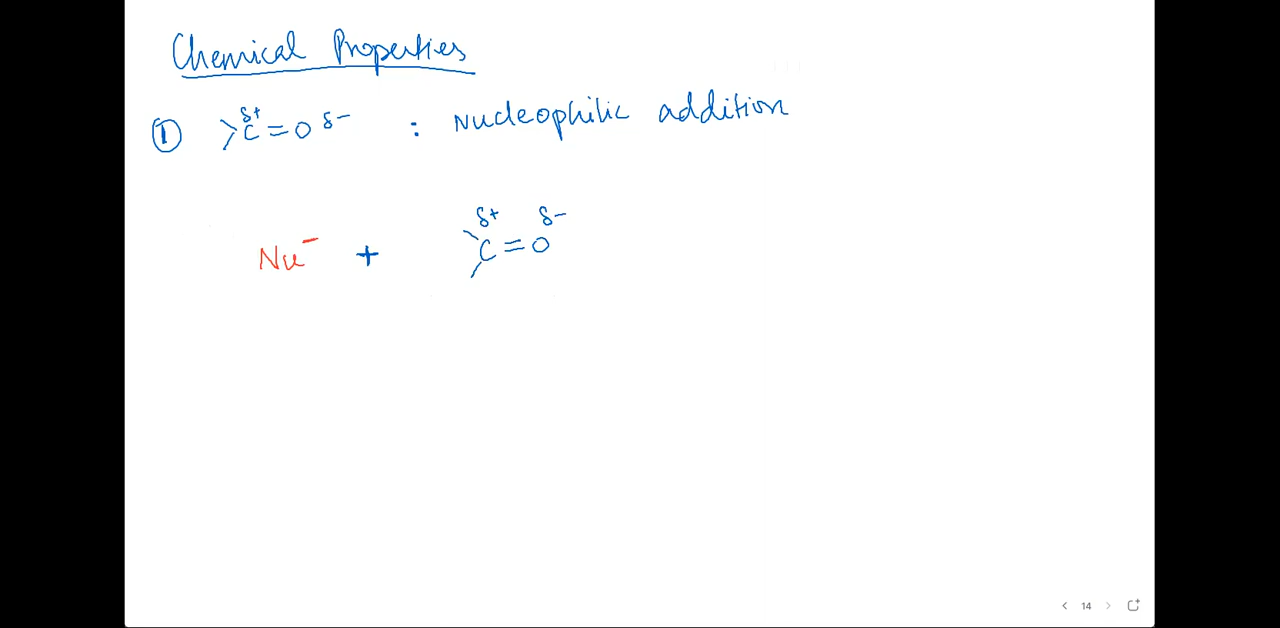 Chemical Properties
① >C=O δ+ δ- : Nucleophilic addition
δ+ δ-
Nu⁻ + >C=O
< 14 >